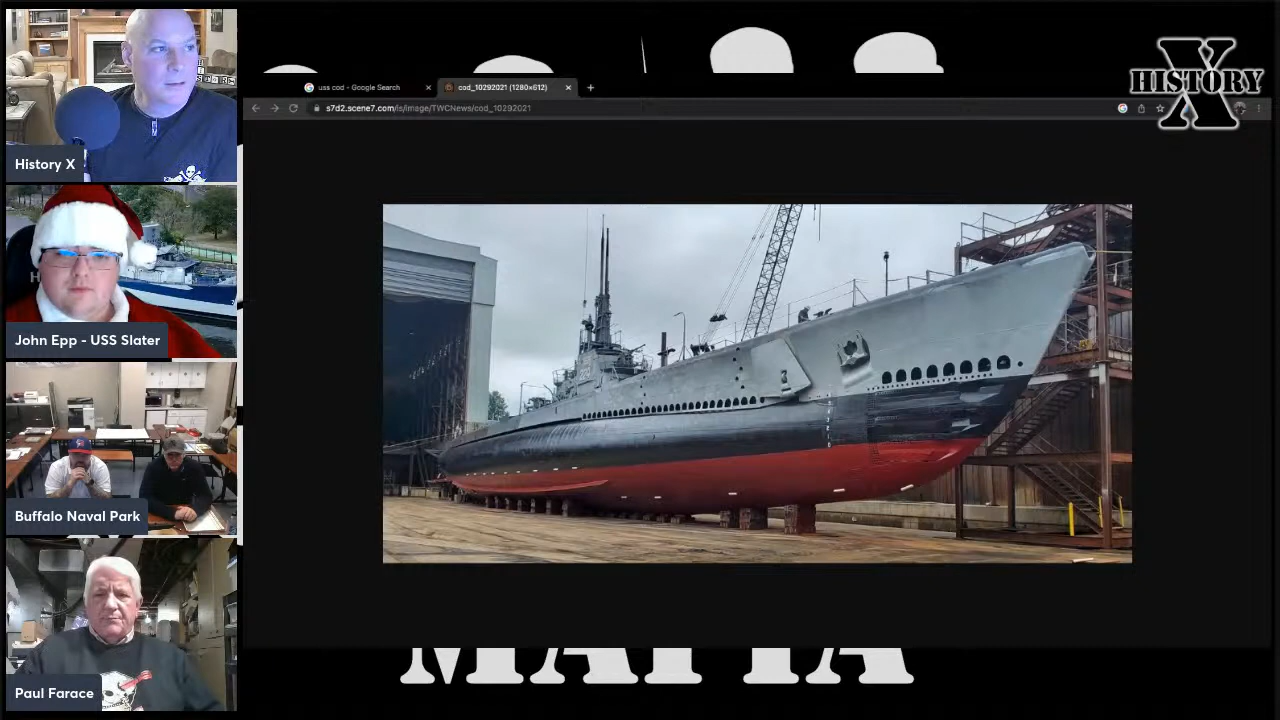 History X
John Epp - USS Slater
Buffalo Naval Park
Paul Farace
uss cod - Google Search
cod_10292021 (1280×612)
s7d2.scene7.com/is/image/TWCNews/cod_10292021
X
HISTORY
MAFIA